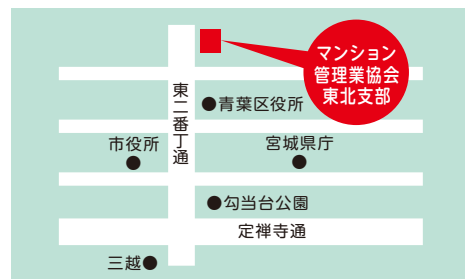 マンション
管理業協会
東北支部
東二番丁通
青葉区役所
市役所
宮城県庁
勾当台公園
定禅寺通
三越